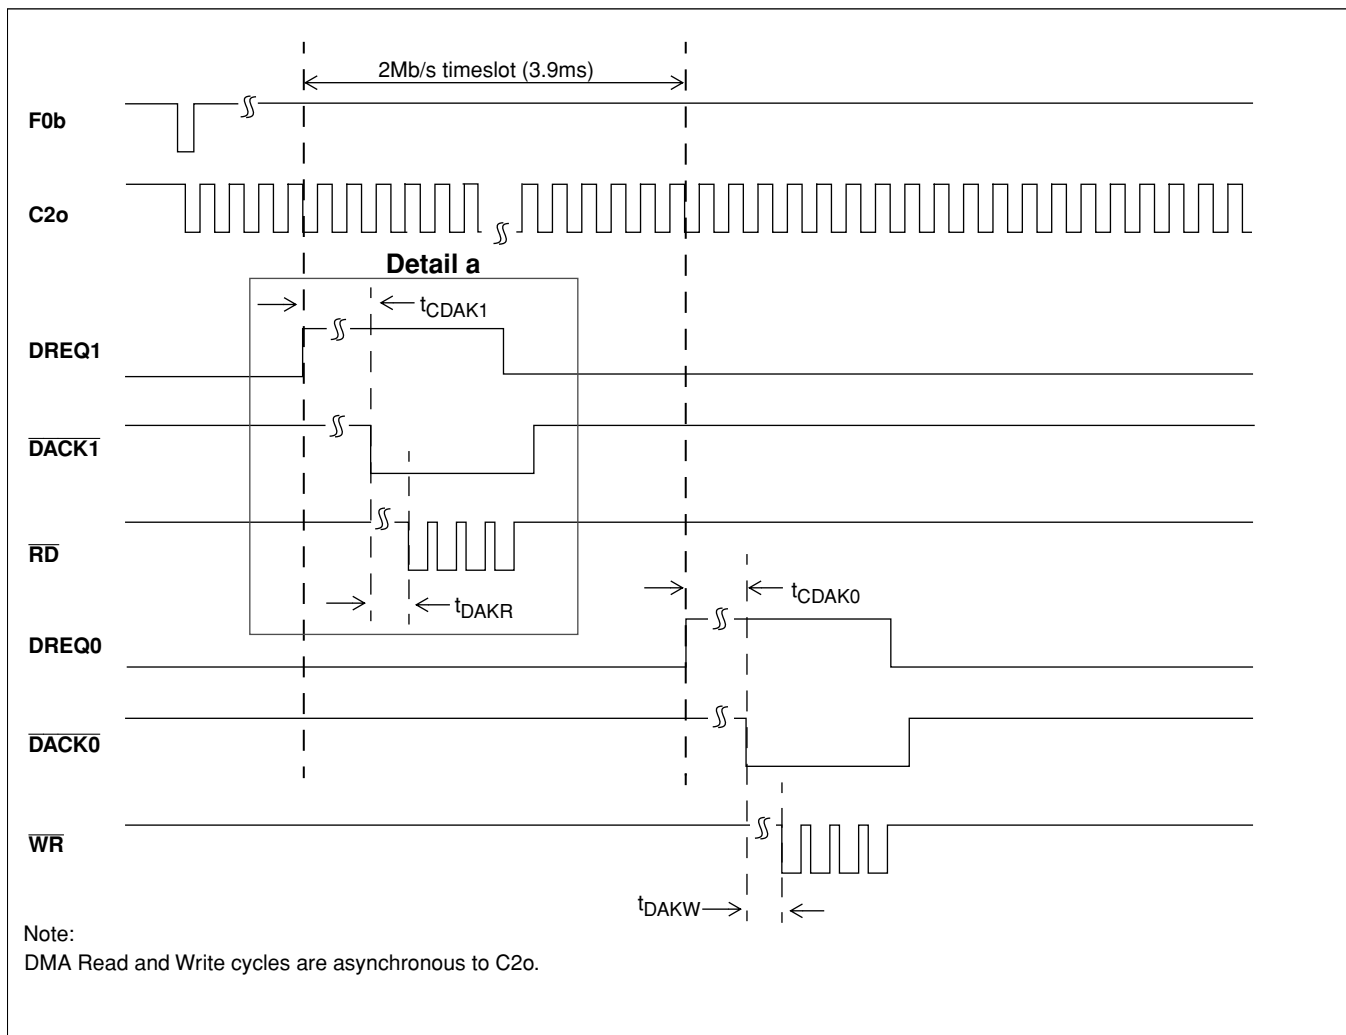 2Mb/s timeslot (3.9ms)
F0b
C2o
Detail a
tCDAK1
DREQ1
DACK1
RD
tDAKR
tCDAK0
DREQ0
DACK0
WR
tDAKW
Note:
DMA Read and Write cycles are asynchronous to C2o.